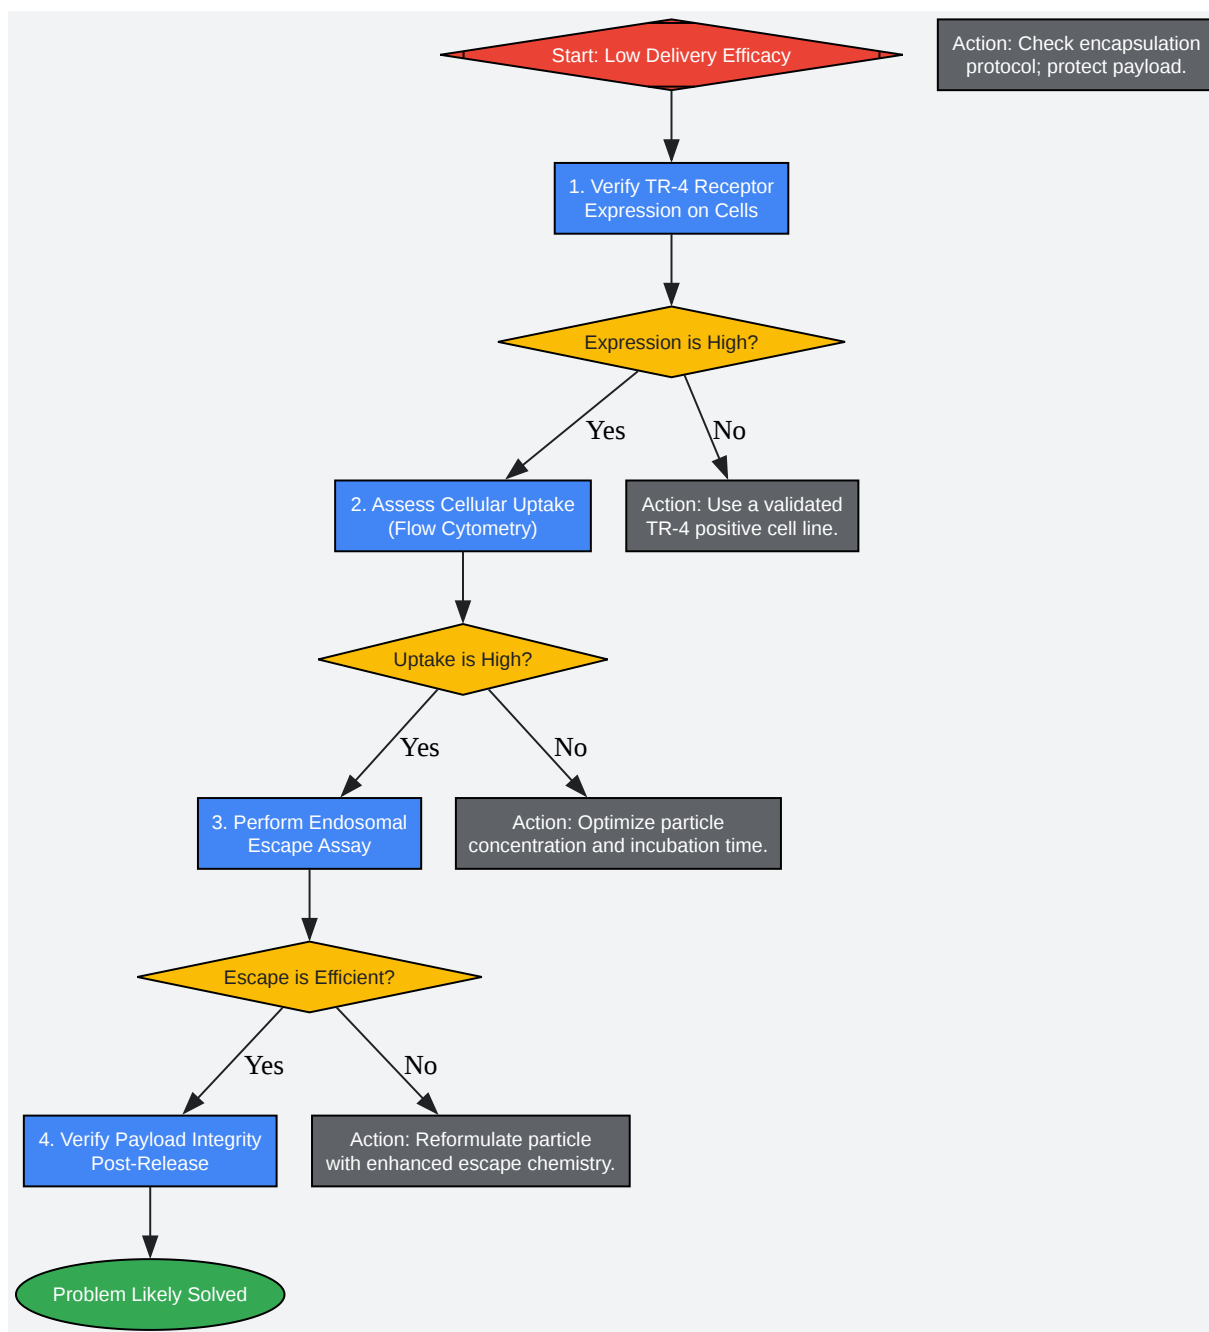 Start: Low Delivery Efficacy
Action: Check encapsulation
protocol; protect payload.
1. Verify TR-4 Receptor
Expression on Cells
Expression is High?
Yes
No
2. Assess Cellular Uptake
(Flow Cytometry)
Action: Use a validated
TR-4 positive cell line.
Uptake is High?
Yes
No
3. Perform Endosomal
Escape Assay
Action: Optimize particle
concentration and incubation time.
Escape is Efficient?
Yes
No
4. Verify Payload Integrity
Post-Release
Action: Reformulate particle
with enhanced escape chemistry.
Problem Likely Solved